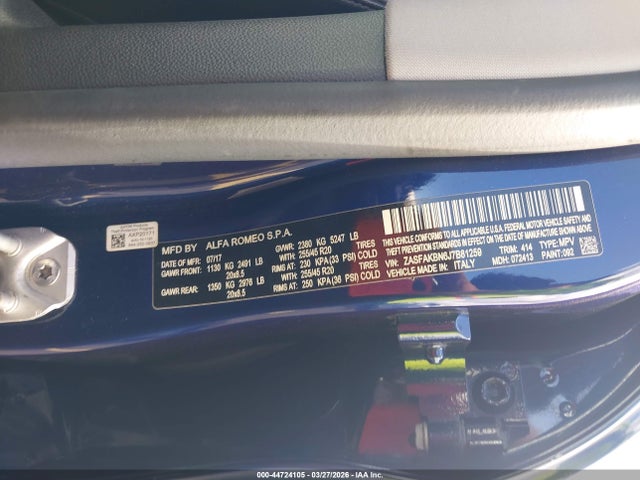 MFD BY ALFA ROMEO S.P.A.
DATE OF MFR: 07/17 GVWR: 2380 KG 5247 LB
GAWR FRONT: 1130 KG 2491 LB WITH: 255/45 R20 TIRES
20x8.5 RIMS AT: 230 KPA(33 PSI) COLD
GAWR REAR: 1350 KG 2976 LB WITH: 255/45 R20 TIRES
20x8.5 RIMS AT: 250 KPA(36 PSI) COLD
THIS VEHICLE CONFORMS TO ALL APPLICABLE U.S.A. FEDERAL MOTOR VEHICLE
SAFETY, BUMPER, AND THEFT PREVENTION STANDARDS IN EFFECT ON THE DATE
OF MANUFACTURE SHOWN ABOVE.
VIN: ZASFAKBN6J7B81259 TYPE: MPV
MADE IN: ITALY TRIM: 414
MDH: 072413 PAINT: 092
AXP20171
000-44724105 | 03/27/2026 - IAA Inc.